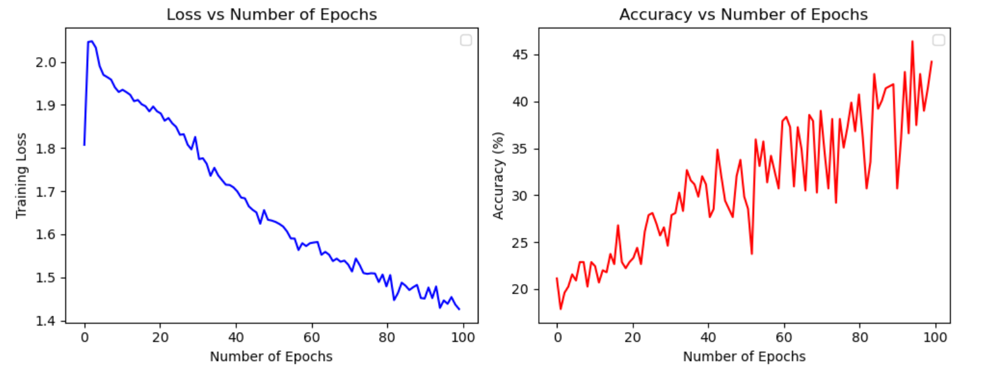 Loss vs Number of Epochs
Training Loss
2.0
1.9
1.8
1.7
1.6
1.5
1.4
0 20 40 60 80 100
Number of Epochs
Accuracy vs Number of Epochs
Accuracy (%)
45
40
35
30
25
20
0 20 40 60 80 100
Number of Epochs